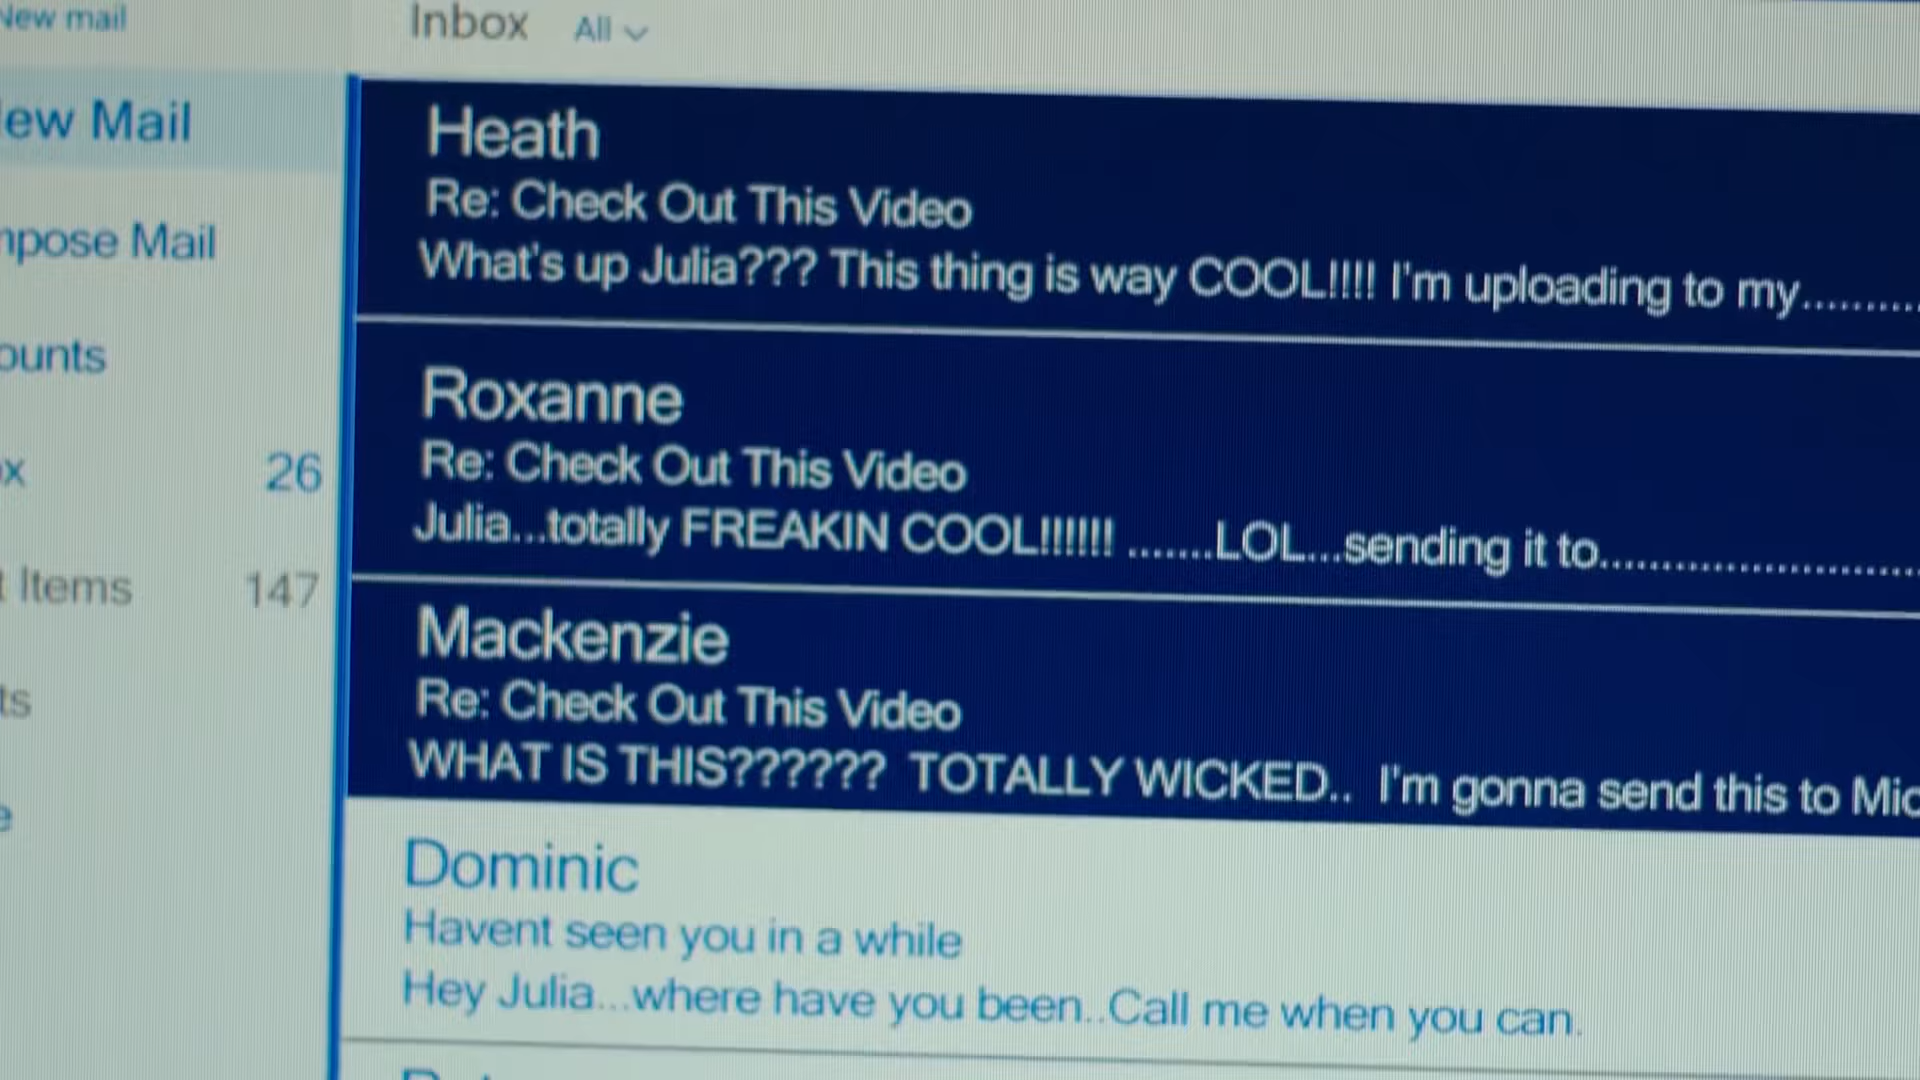 New mail
Inbox All
New Mail
mpose Mail
ounts
x 26
t Items 147
ts
e
Heath
Re: Check Out This Video
What's up Julia??? This thing is way COOL!!!! I'm uploading to my..........
Roxanne
Re: Check Out This Video
Julia...totally FREAKIN COOL!!!!!! .......LOL...sending it to..........................
Mackenzie
Re: Check Out This Video
WHAT IS THIS?????? TOTALLY WICKED.. I'm gonna send this to Mic
Dominic
Havent seen you in a while
Hey Julia...where have you been..Call me when you can.